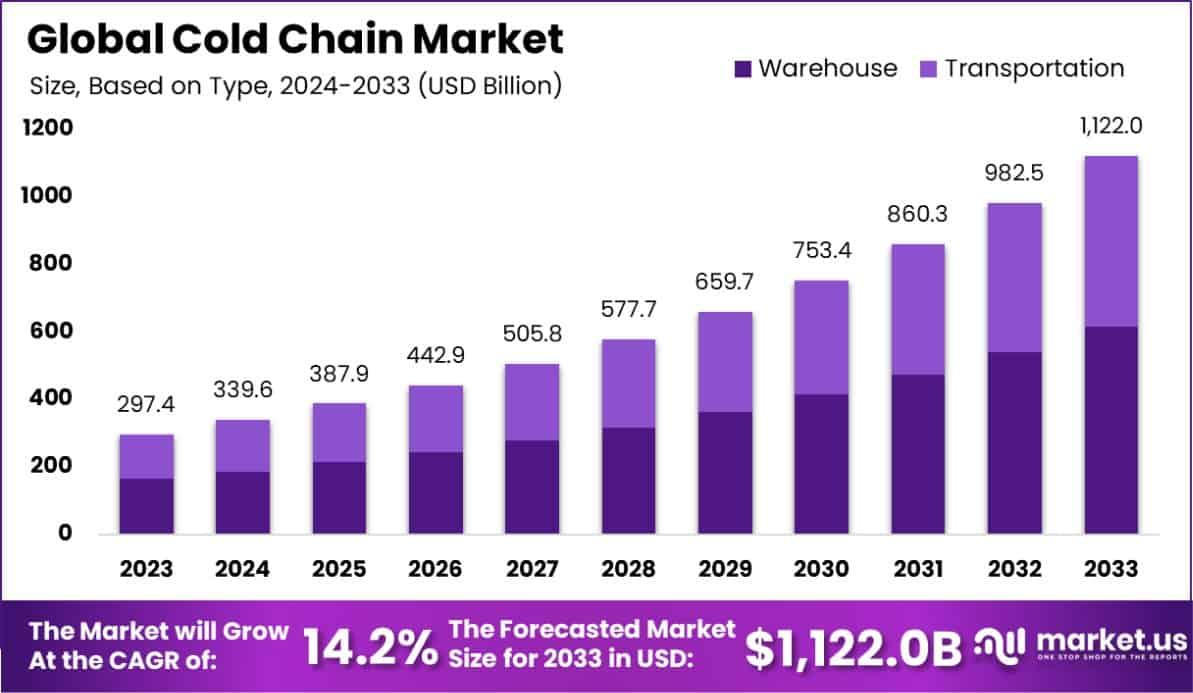 Global Cold Chain Market
Size, Based on Type, 2024-2033 (USD Billion)
Warehouse Transportation
1200
1000
800
600
400
200
0
297.4
339.6
387.9
442.9
505.8
577.7
659.7
753.4
860.3
982.5
1,122.0
2023 2024 2025 2026 2027 2028 2029 2030 2031 2032 2033
The Market will Grow
At the CAGR of:
14.2%
The Forecasted Market
Size for 2033 in USD:
$1,122.0B
market.us
ONE STOP SHOP FOR THE REPORTS